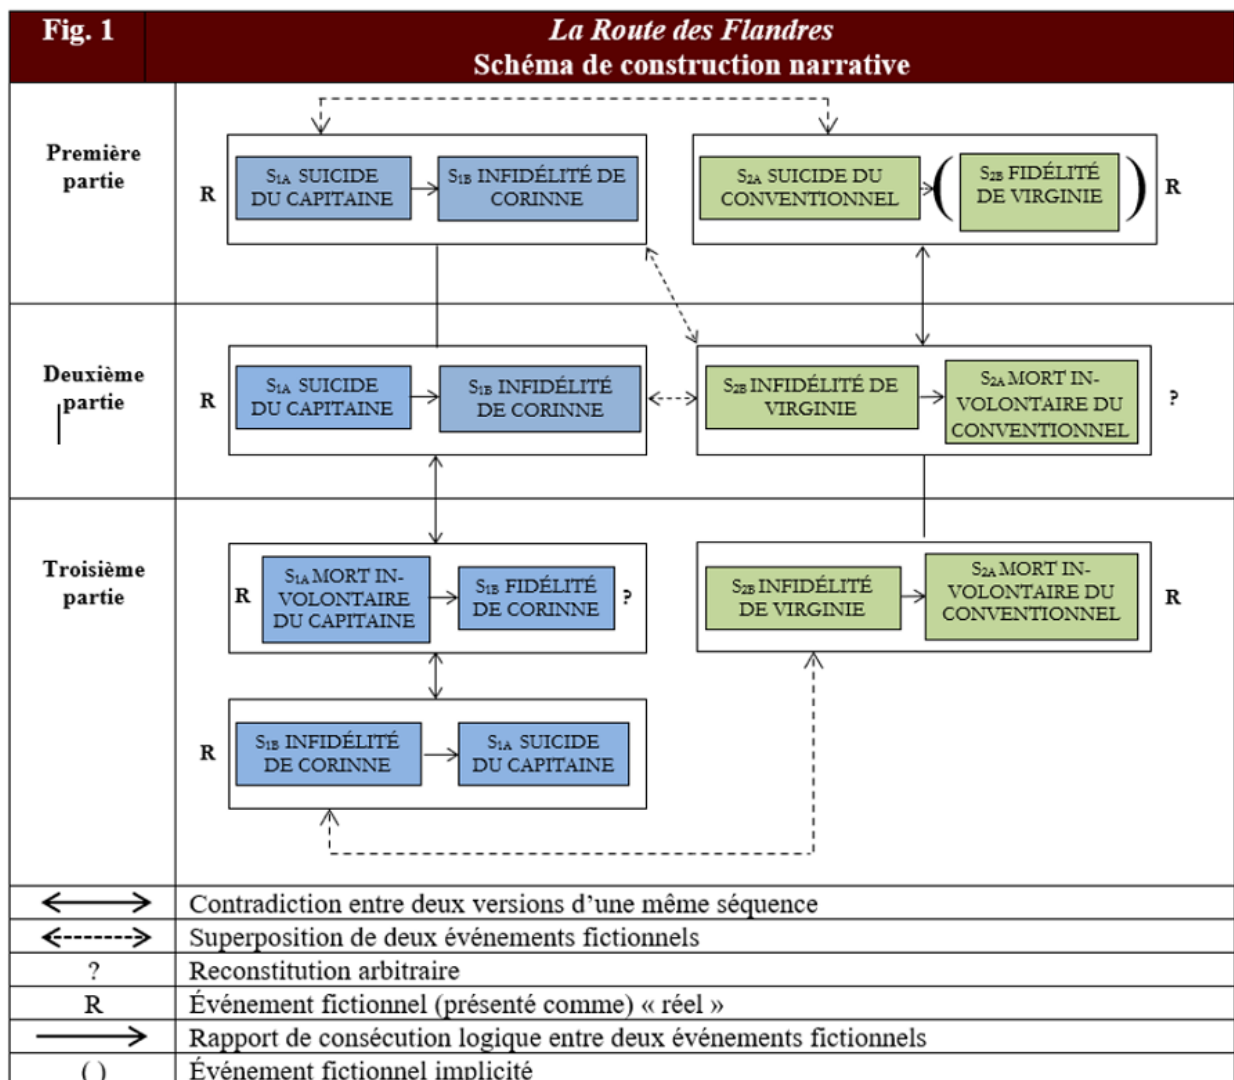 Fig. 1
La Route des Flandres
Schéma de construction narrative
Première
partie
R
S1A SUICIDE
DU CAPITAINE
S1B INFIDÉLITÉ DE
CORINNE
S2A SUICIDE DU
CONVENTIONNEL
(
S2B FIDÉLITÉ
DE VIRGINIE
)
R
Deuxième
partie
R
S1A SUICIDE
DU CAPITAINE
S1B INFIDÉLITÉ
DE CORINNE
S2B INFIDÉLITÉ DE
VIRGINIE
S2A MORT IN-
VOLONTAIRE DU
CONVENTIONNEL
?
Troisième
partie
R
S1A MORT IN-
VOLONTAIRE
DU CAPITAINE
S1B FIDÉLITÉ
DE CORINNE
?
S2B INFIDÉLITÉ
DE VIRGINIE
S2A MORT IN-
VOLONTAIRE DU
CONVENTIONNEL
R
R
S1B INFIDÉLITÉ
DE CORINNE
S1A SUICIDE
DU CAPITAINE
Contradiction entre deux versions d’une même séquence
Superposition de deux événements fictionnels
? Reconstitution arbitraire
R Événement fictionnel (présenté comme) « réel »
Rapport de consécution logique entre deux événements fictionnels
( ) Événement fictionnel implicité